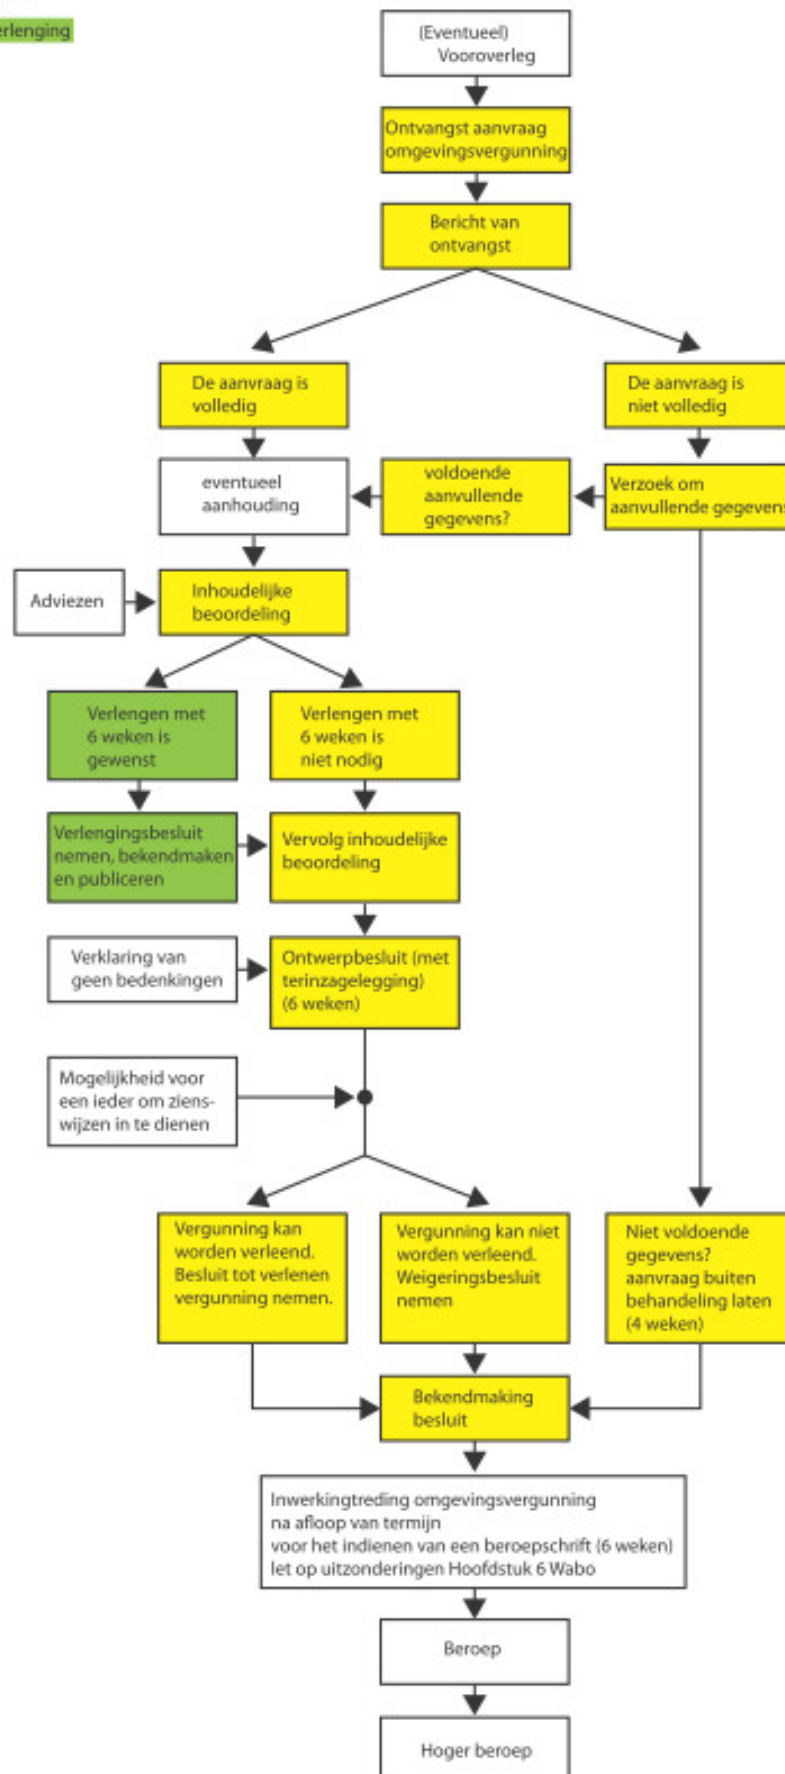 erlenging
(Eventueel)
Vooroverleg
Ontvangst aanvraag
omgevingsvergunning
Bericht van
ontvangst
De aanvraag is
volledig
De aanvraag is
niet volledig
eventueel
aanhouding
voldoende
aanvullende
gegevens?
Verzoek om
aanvullende gegevens
Adviezen
Inhoudelijke
beoordeling
Verlengen met
6 weken is
gewenst
Verlengen met
6 weken is
niet nodig
Verlengingsbesluit
nemen, bekendmaken
en publiceren
Vervolg inhoudelijke
beoordeling
Verklaring van
geen bedenkingen
Ontwerpbesluit (met
terinzagelegging)
(6 weken)
Mogelijkheid voor
een ieder om ziens-
wijzen in te dienen
Vergunning kan
worden verleend.
Besluit tot verlenen
vergunning nemen.
Vergunning kan niet
worden verleend.
Weigeringsbesluit
nemen
Niet voldoende
gegevens?
aanvraag buiten
behandeling laten
(4 weken)
Bekendmaking
besluit
Inwerkingtreding omgevingsvergunning
na afloop van termijn
voor het indienen van een beroepschrift (6 weken)
let op uitzonderingen Hoofdstuk 6 Wabo
Beroep
Hoger beroep